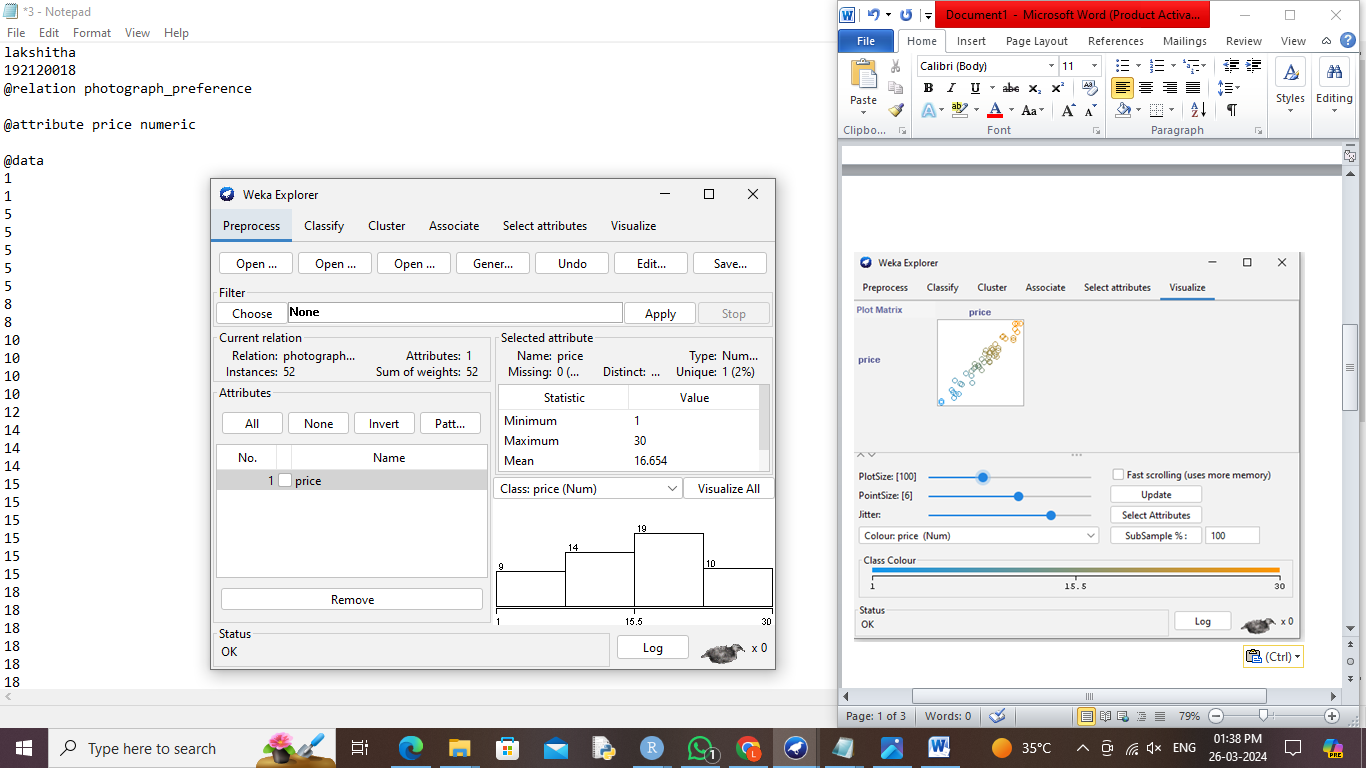 *3 - Notepad
File Edit Format View Help
lakshitha
192120018
@relation photograph_preference
@attribute price numeric
@data
1
1
5
5
5
5
5
8
8
10
10
10
10
12
14
14
14
15
15
15
15
15
15
18
18
18
18
18
18
Weka Explorer
Preprocess Classify Cluster Associate Select attributes Visualize
Open ... Open ... Open ... Gener... Undo Edit... Save...
Filter
Choose None Apply Stop
Current relation
Relation: photograph... Attributes: 1
Instances: 52 Sum of weights: 52
Attributes
All None Invert Patt...
No. Name
1 price
Remove
Selected attribute
Name: price Type: Num...
Missing: 0 (... Distinct: ... Unique: 1 (2%)
Statistic Value
Minimum 1
Maximum 30
Mean 16.654
Class: price (Num) Visualize All
9 14 19 10
1 15.5 30
Status
OK
Log x 0
Document1 - Microsoft Word (Product Activa...
File Home Insert Page Layout References Mailings Review View
Paste
Clipbo...
Calibri (Body) 11
B I U abc X₂ X²
A ab A Aa A A
Font
Paragraph
Styles
Editing
Weka Explorer
Preprocess Classify Cluster Associate Select attributes Visualize
Plot Matrix price
price
PlotSize: [100] Fast scrolling (uses more memory)
PointSize: [6] Update
Jitter: Select Attributes
Colour: price (Num) SubSample % : 100
Class Colour
1 15.5 30
Status
OK
Log x 0
(Ctrl)
Page: 1 of 3 Words: 0 79%
Type here to search
35°C ENG 01:38 PM
26-03-2024